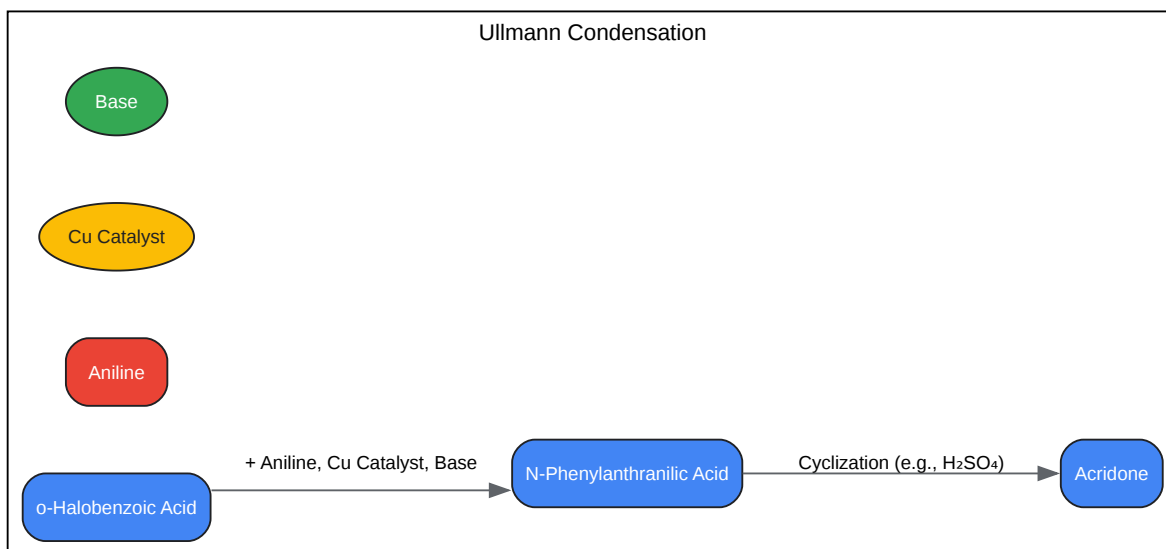 Ullmann Condensation
Base
Cu Catalyst
Aniline
o-Halobenzoic Acid
+ Aniline, Cu Catalyst, Base
N-Phenylanthranilic Acid
Cyclization (e.g., H₂SO₄)
Acridone